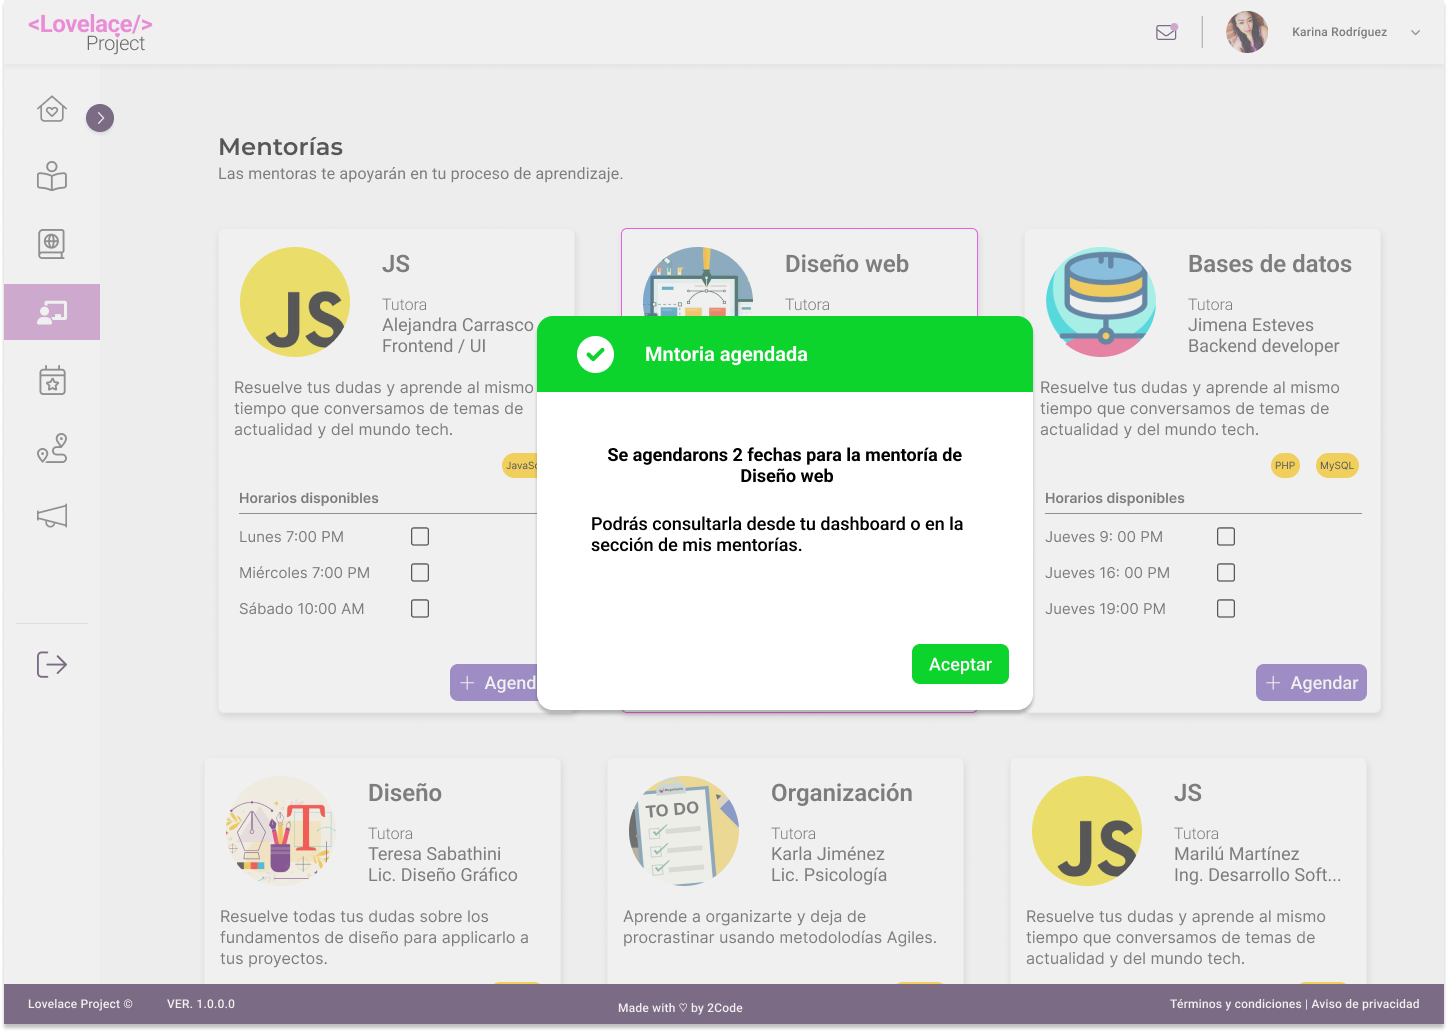 <Lovelace/>
Project
Karina Rodríguez
Mentorías
Las mentoras te apoyarán en tu proceso de aprendizaje.
JS
JS
Tutora
Alejandra Carrasco
Frontend / UI
Resuelve tus dudas y aprende al mismo
tiempo que conversamos de temas de
actualidad y del mundo tech.
JavaSc
Horarios disponibles
Lunes 7:00 PM
Miércoles 7:00 PM
Sábado 10:00 AM
+ Agend
Diseño web
Tutora
Bases de datos
Tutora
Jimena Esteves
Backend developer
Resuelve tus dudas y aprende al mismo
tiempo que conversamos de temas de
actualidad y del mundo tech.
PHP MySQL
Horarios disponibles
Jueves 9: 00 PM
Jueves 16: 00 PM
Jueves 19:00 PM
+ Agendar
Mntoria agendada
Se agendarons 2 fechas para la mentoría de
Diseño web
Podrás consultarla desde tu dashboard o en la
sección de mis mentorías.
Aceptar
Diseño
T
Tutora
Teresa Sabathini
Lic. Diseño Gráfico
Resuelve todas tus dudas sobre los
fundamentos de diseño para applicarlo a
tus proyectos.
Organización
TO DO
Tutora
Karla Jiménez
Lic. Psicología
Aprende a organizarte y deja de
procrastinar usando metodolodías Agiles.
JS
JS
Tutora
Marilú Martínez
Ing. Desarrollo Soft...
Resuelve tus dudas y aprende al mismo
tiempo que conversamos de temas de
actualidad y del mundo tech.
Lovelace Project © VER. 1.0.0.0
Made with ♡ by 2Code
Términos y condiciones | Aviso de privacidad